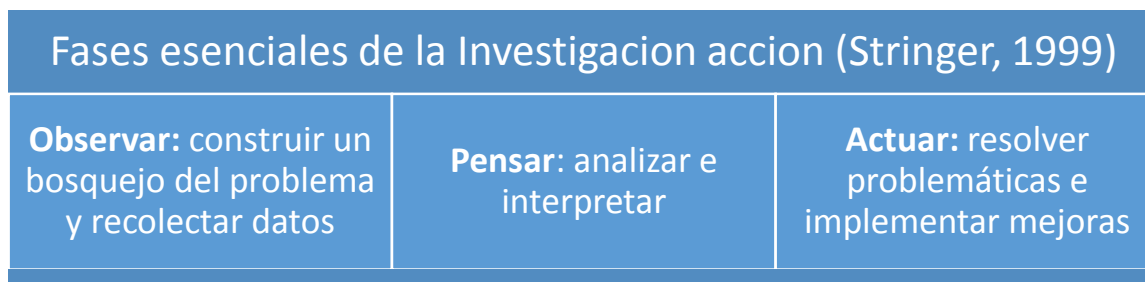 Fases esenciales de la Investigacion accion (Stringer, 1999)
Observar: construir un
bosquejo del problema
y recolectar datos
Pensar: analizar e
interpretar
Actuar: resolver
problemáticas e
implementar mejoras